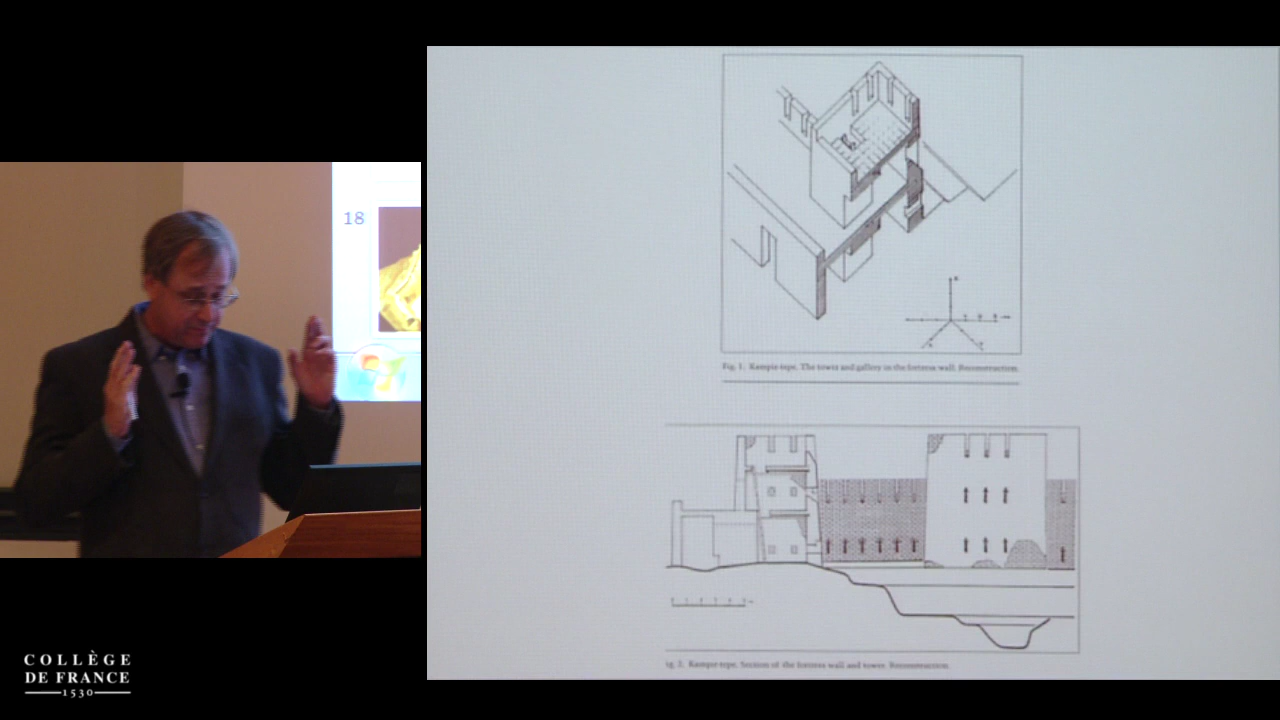 18
Fig. 1. Kampir-tepe. The tower and gallery in the fortress wall. Reconstruction.
ig. 2. Kampir-tepe. Section of the fortress wall and tower. Reconstruction.
COLLÈGE
DE FRANCE
1530